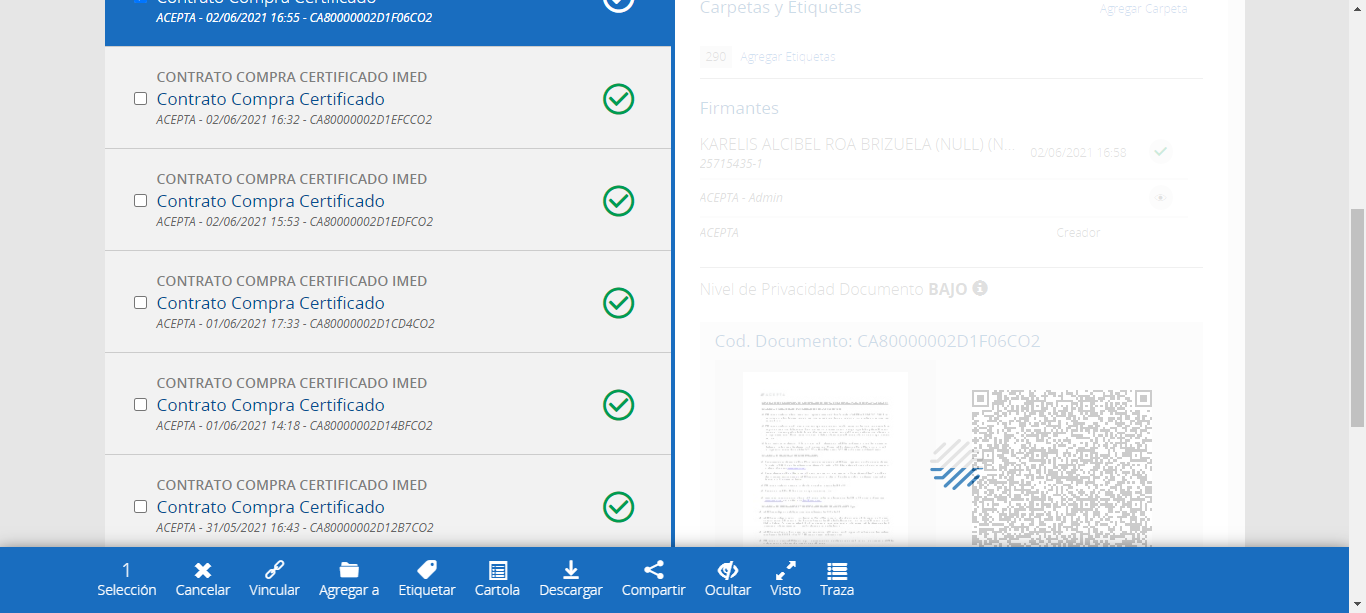 Contrato Compra Certificado
ACEPTA - 02/06/2021 16:55 - CA80000002D1F06CO2
CONTRATO COMPRA CERTIFICADO IMED
Contrato Compra Certificado
ACEPTA - 02/06/2021 16:32 - CA80000002D1EFCCO2
CONTRATO COMPRA CERTIFICADO IMED
Contrato Compra Certificado
ACEPTA - 02/06/2021 15:53 - CA80000002D1EDFCO2
CONTRATO COMPRA CERTIFICADO IMED
Contrato Compra Certificado
ACEPTA - 01/06/2021 17:33 - CA80000002D1CD4CO2
CONTRATO COMPRA CERTIFICADO IMED
Contrato Compra Certificado
ACEPTA - 01/06/2021 14:18 - CA80000002D14BFCO2
CONTRATO COMPRA CERTIFICADO IMED
Contrato Compra Certificado
ACEPTA - 31/05/2021 16:43 - CA80000002D12B7CO2
Carpetas y Etiquetas Agregar Carpeta
290 Agregar Etiquetas
Firmantes
KARELIS ALCIBEL ROA BRIZUELA (NULL) (N... 02/06/2021 16:58
25715435-1
ACEPTA - Admin
ACEPTA Creador
Nivel de Privacidad Documento BAJO
Cod. Documento: CA80000002D1F06CO2
1
Selección Cancelar Vincular Agregar a Etiquetar Cartola Descargar Compartir Ocultar Visto Traza